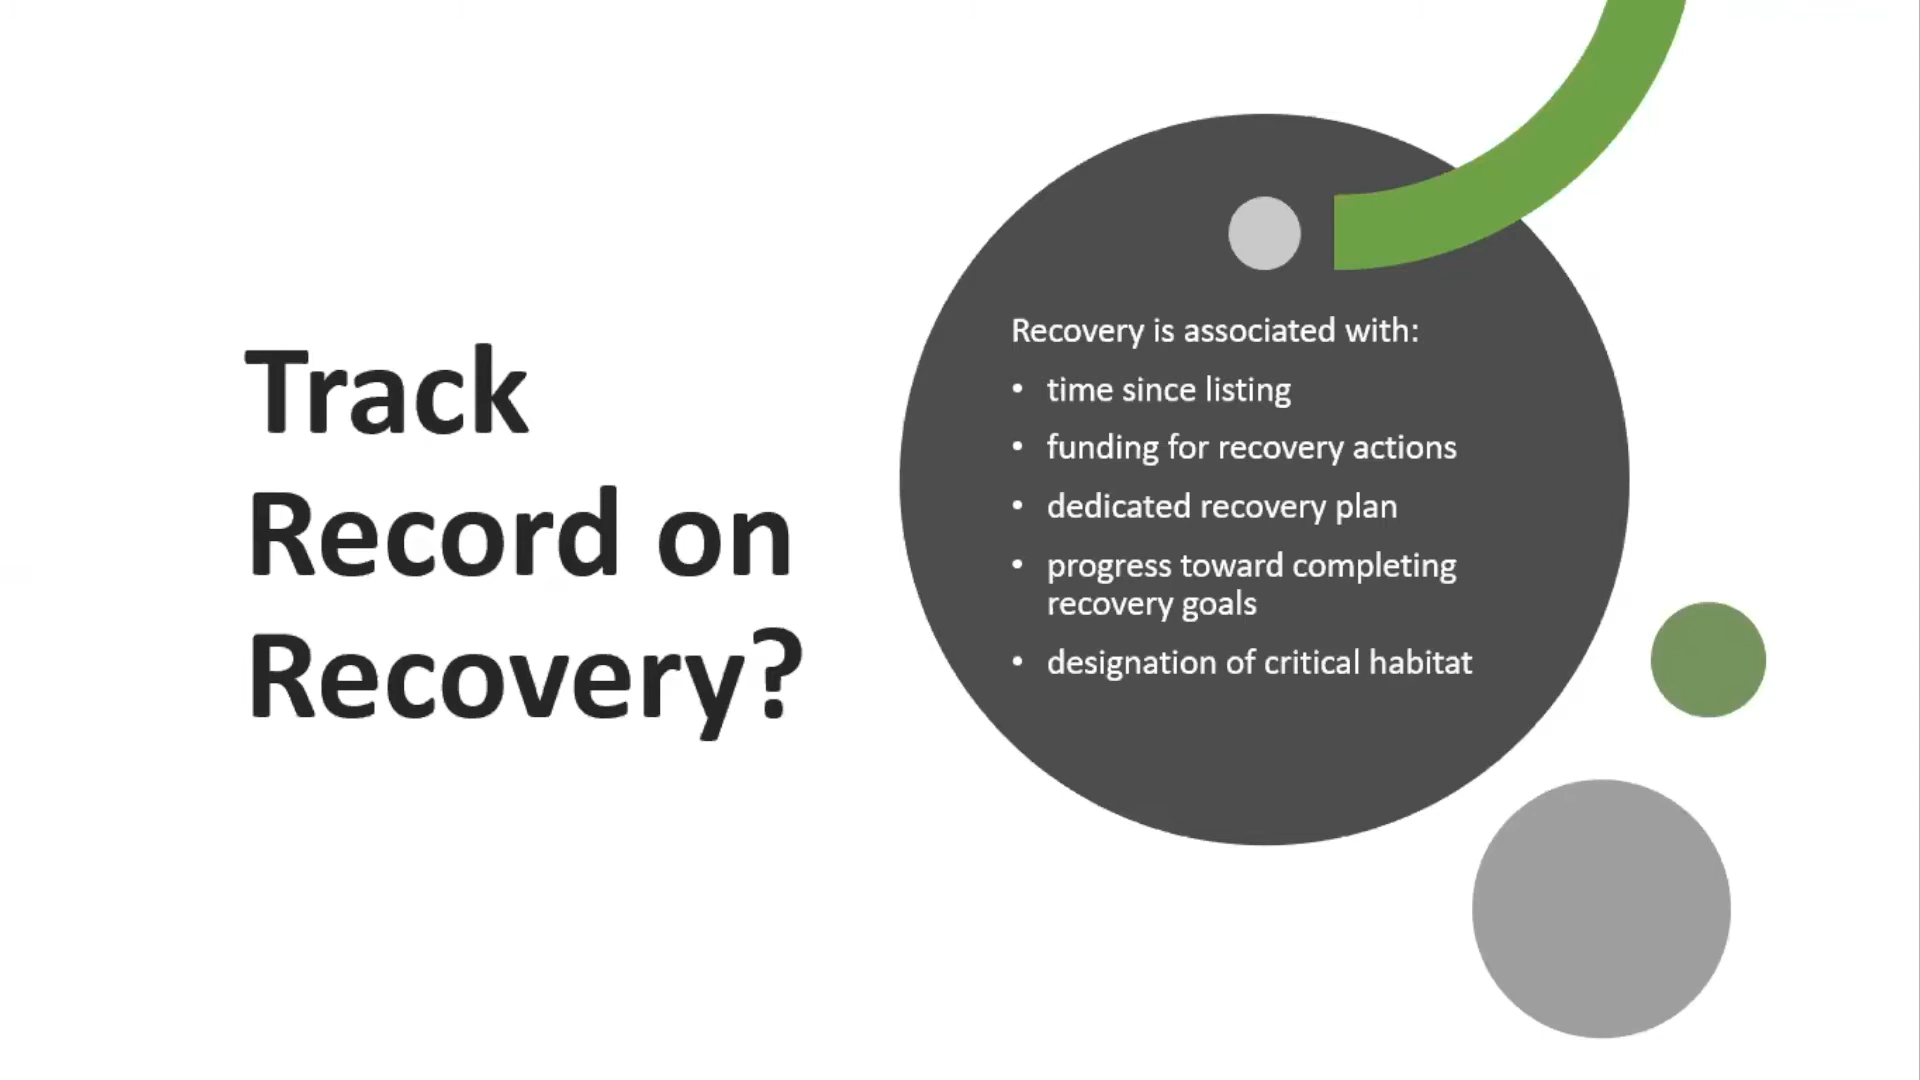 Track
Record on
Recovery?
Recovery is associated with:
• time since listing
• funding for recovery actions
• dedicated recovery plan
• progress toward completing
recovery goals
• designation of critical habitat